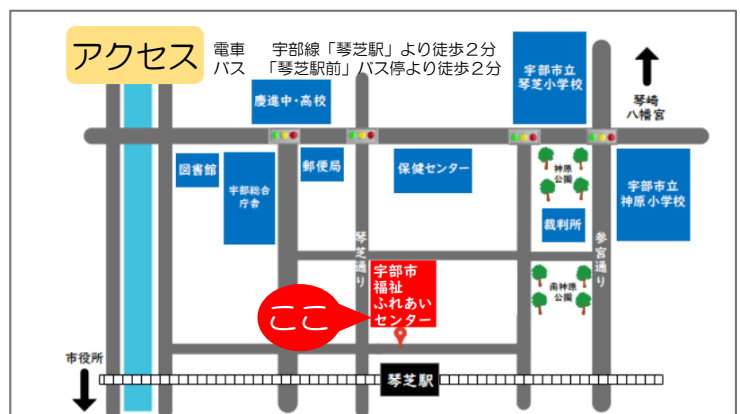 アクセス
電車　宇部線「琴芝駅」より徒歩２分
バス　「琴芝駅前」バス停より徒歩２分
宇部市立
琴芝小学校
琴崎
八幡宮
慶進中・高校
図書館
宇部総合
庁舎
郵便局
保健センター
神原
公園
宇部市立
神原小学校
裁判所
琴芝通り
参宮通り
宇部市
福祉
ふれあい
センター
南神原
公園
ここ
市役所
琴芝駅